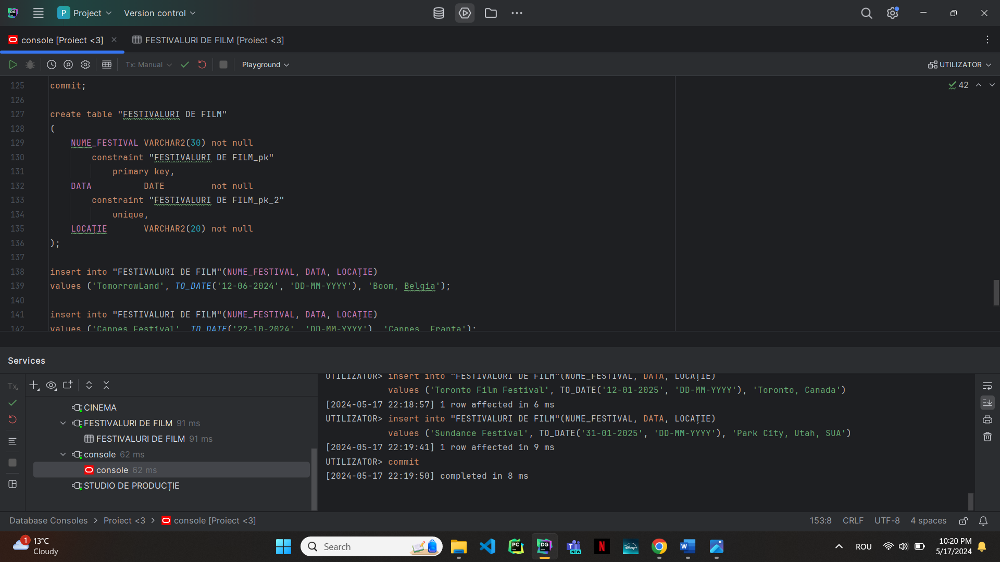 P Project Version control
console [Proiect <3] FESTIVALURI DE FILM [Proiect <3]
Tx: Manual Playground UTILIZATOR
125 commit; 42
126
127 create table "FESTIVALURI DE FILM"
128 (
129 NUME_FESTIVAL VARCHAR2(30) not null
130 constraint "FESTIVALURI DE FILM_pk"
131 primary key,
132 DATA DATE not null
133 constraint "FESTIVALURI DE FILM_pk_2"
134 unique,
135 LOCAȚIE VARCHAR2(20) not null
136 );
137
138 insert into "FESTIVALURI DE FILM"(NUME_FESTIVAL, DATA, LOCAȚIE)
139 values ('TomorrowLand', TO_DATE('12-06-2024', 'DD-MM-YYYY'), 'Boom, Belgia');
140
141 insert into "FESTIVALURI DE FILM"(NUME_FESTIVAL, DATA, LOCAȚIE)
142 values ('Cannes Festival', TO_DATE('22-10-2024', 'DD-MM-YYYY'), 'Cannes, Franta');
Services
Tx
CINEMA
FESTIVALURI DE FILM 91 ms
FESTIVALURI DE FILM 91 ms
console 62 ms
console 62 ms
STUDIO DE PRODUCȚIE
UTILIZATOR> insert into "FESTIVALURI DE FILM"(NUME_FESTIVAL, DATA, LOCAȚIE)
values ('Toronto Film Festival', TO_DATE('12-01-2025', 'DD-MM-YYYY'), 'Toronto, Canada')
[2024-05-17 22:18:57] 1 row affected in 6 ms
UTILIZATOR> insert into "FESTIVALURI DE FILM"(NUME_FESTIVAL, DATA, LOCAȚIE)
values ('Sundance Festival', TO_DATE('31-01-2025', 'DD-MM-YYYY'), 'Park City, Utah, SUA')
[2024-05-17 22:19:41] 1 row affected in 9 ms
UTILIZATOR> commit
[2024-05-17 22:19:50] completed in 8 ms
Database Consoles > Proiect <3 > console [Proiect <3] 153:8 CRLF UTF-8 4 spaces
1 13°C
Cloudy
Search
ROU
10:20 PM
5/17/2024